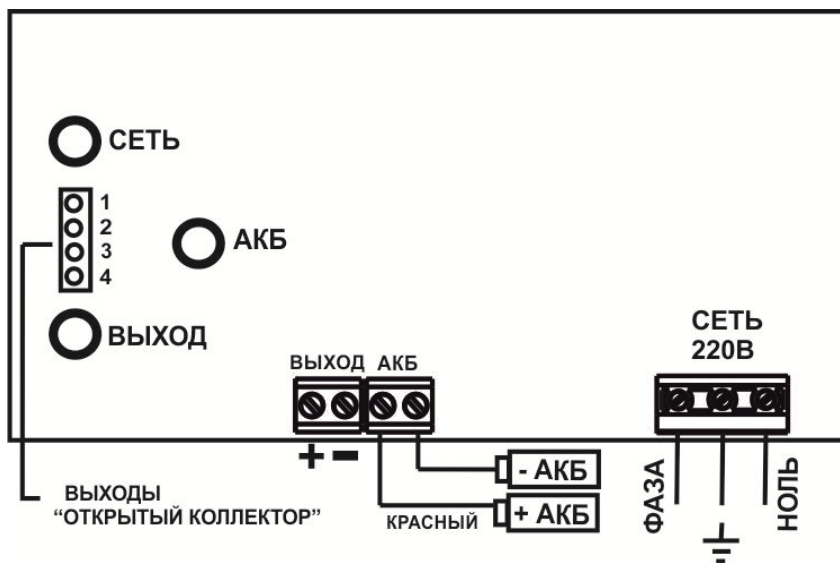 СЕТЬ
1
2
3
4
АКБ
ВЫХОД
СЕТЬ
220В
ВЫХОД АКБ
+ -
- АКБ
+ АКБ
КРАСНЫЙ
ВЫХОДЫ
“ОТКРЫТЫЙ КОЛЛЕКТОР”
ФАЗА
НОЛЬ